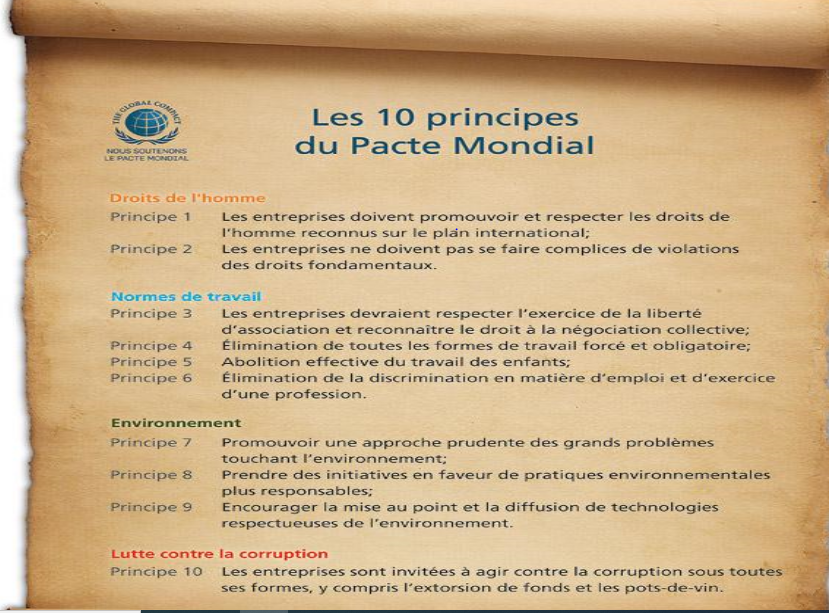 THE GLOBAL COMPACT
NOUS SOUTENONS
LE PACTE MONDIAL
Les 10 principes
du Pacte Mondial
Droits de l'homme
Principe 1 Les entreprises doivent promouvoir et respecter les droits de
l'homme reconnus sur le plan international;
Principe 2 Les entreprises ne doivent pas se faire complices de violations
des droits fondamentaux.
Normes de travail
Principe 3 Les entreprises devraient respecter l'exercice de la liberté
d'association et reconnaître le droit à la négociation collective;
Principe 4 Élimination de toutes les formes de travail forcé et obligatoire;
Principe 5 Abolition effective du travail des enfants;
Principe 6 Élimination de la discrimination en matière d'emploi et d'exercice
d'une profession.
Environnement
Principe 7 Promouvoir une approche prudente des grands problèmes
touchant l'environnement;
Principe 8 Prendre des initiatives en faveur de pratiques environnementales
plus responsables;
Principe 9 Encourager la mise au point et la diffusion de technologies
respectueuses de l'environnement.
Lutte contre la corruption
Principe 10 Les entreprises sont invitées à agir contre la corruption sous toutes
ses formes, y compris l'extorsion de fonds et les pots-de-vin.